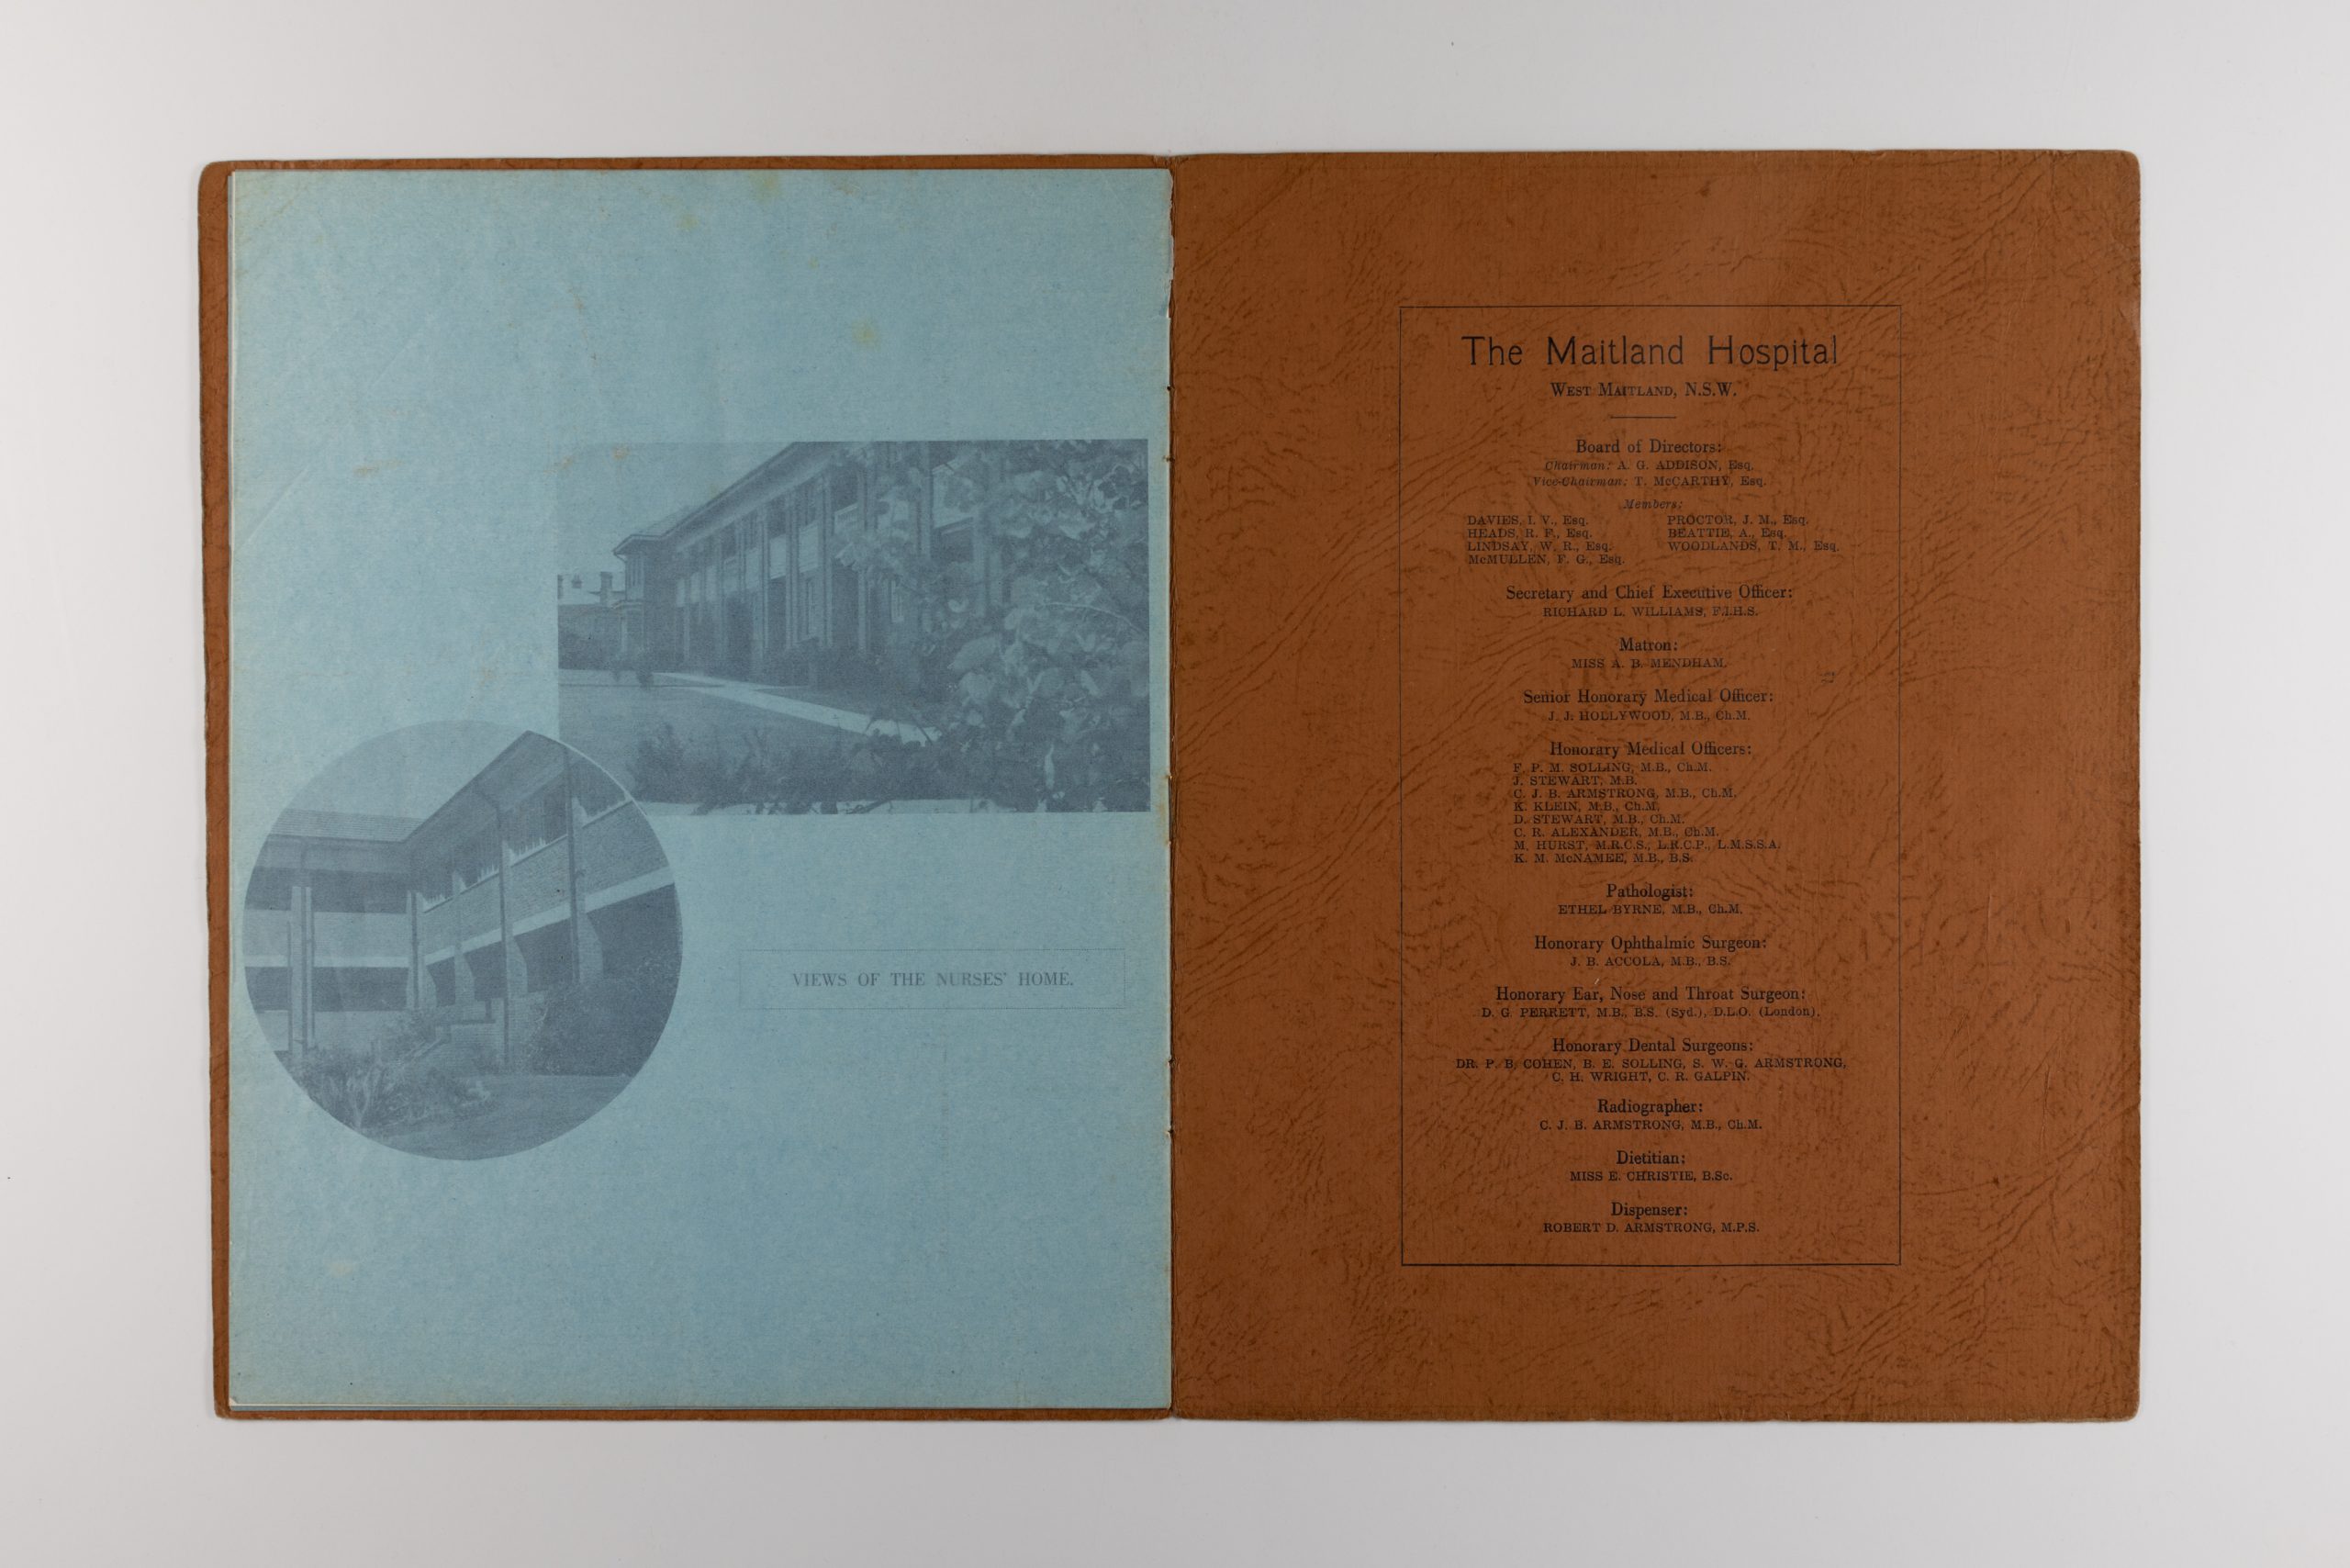 VIEWS OF THE NURSES' HOME.
The Maitland Hospital
WEST MAITLAND, N.S.W.
Board of Directors:
Chairman: A. G. ADDISON, Esq.
Vice-Chairman: T. McCARTHY, Esq.
Members:
DAVIES, I. V., Esq. PROCTOR, J. M., Esq.
HEADS, R. F., Esq. BEATTIE, A., Esq.
LINDSAY, W. R., Esq. WOODLANDS, T. M., Esq.
McMULLEN, F. G., Esq.
Secretary and Chief Executive Officer:
RICHARD L. WILLIAMS, F.I.H.S.
Matron:
MISS A. B. MENDHAM.
Senior Honorary Medical Officer:
J. J. HOLLYWOOD, M.B., Ch.M.
Honorary Medical Officers:
F. P. M. SOLLING, M.B., Ch.M.
J. STEWART, M.B.
C. J. B. ARMSTRONG, M.B., Ch.M.
K. KLEIN, M.B., Ch.M.
D. STEWART, M.B., Ch.M.
C. R. ALEXANDER, M.B., Ch.M.
M. HURST, M.R.C.S., L.R.C.P., L.M.S.S.A.
K. M. McNAMEE, M.B., B.S.
Pathologist:
ETHEL BYRNE, M.B., Ch.M.
Honorary Ophthalmic Surgeon:
J. B. ACCOLA, M.B., B.S.
Honorary Ear, Nose and Throat Surgeon:
D. G. PERRETT, M.B., B.S. (Syd.), D.L.O. (London).
Honorary Dental Surgeons:
DR. P. B. COHEN, B. E. SOLLING, S. W. G. ARMSTRONG,
C. H. WRIGHT, C. R. GALPIN.
Radiographer:
C. J. B. ARMSTRONG, M.B., Ch.M.
Dietitian:
MISS E. CHRISTIE, B.Sc.
Dispenser:
ROBERT D. ARMSTRONG, M.P.S.